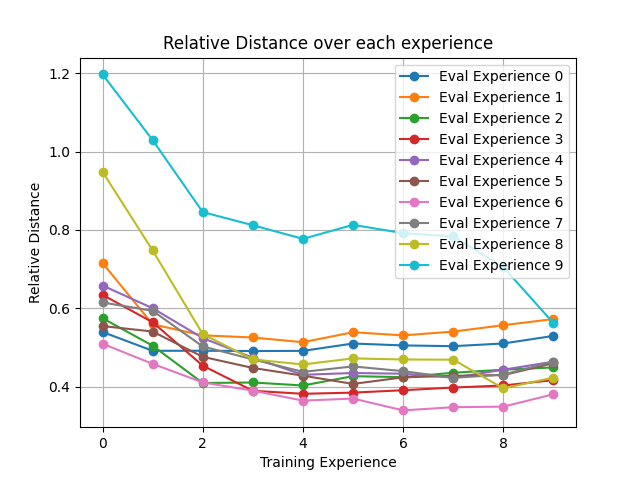 Relative Distance over each experience
Relative Distance
1.2
1.0
0.8
0.6
0.4
Eval Experience 0
Eval Experience 1
Eval Experience 2
Eval Experience 3
Eval Experience 4
Eval Experience 5
Eval Experience 6
Eval Experience 7
Eval Experience 8
Eval Experience 9
0 2 4 6 8
Training Experience